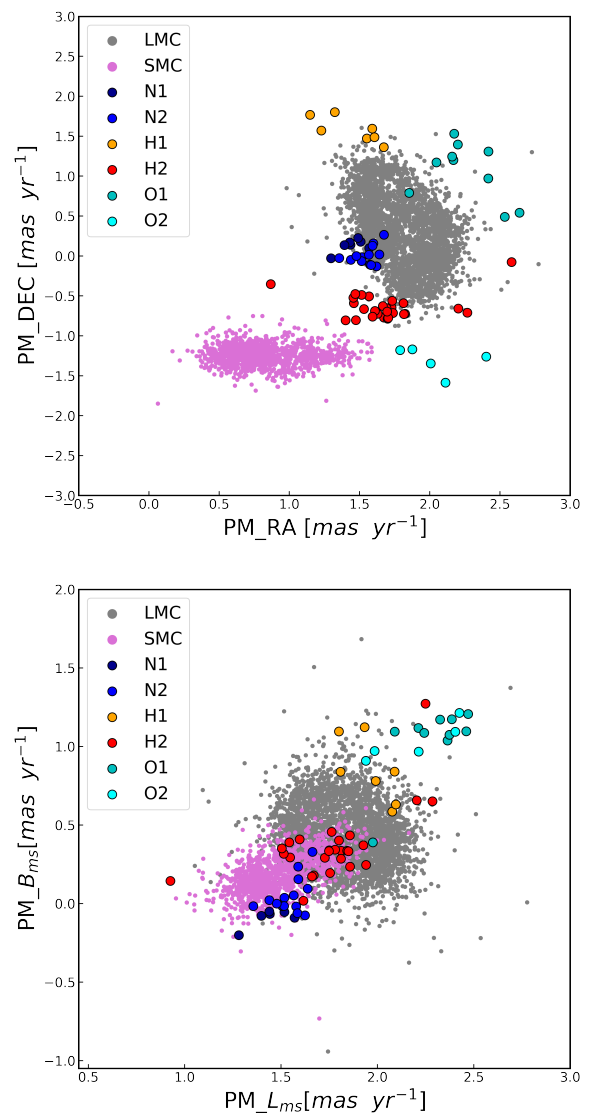 3.0
2.5
2.0
1.5
1.0
0.5
0.0
−0.5
−1.0
−1.5
−2.0
−2.5
−3.0
PM_DEC [mas yr−1]
LMC
SMC
N1
N2
H1
H2
O1
O2
−0.5 0.0 0.5 1.0 1.5 2.0 2.5 3.0
PM_RA [mas yr−1]
2.0
1.5
1.0
0.5
0.0
−0.5
−1.0
PM_Bms[mas yr−1]
LMC
SMC
N1
N2
H1
H2
O1
O2
0.5 1.0 1.5 2.0 2.5 3.0
PM_Lms[mas yr−1]